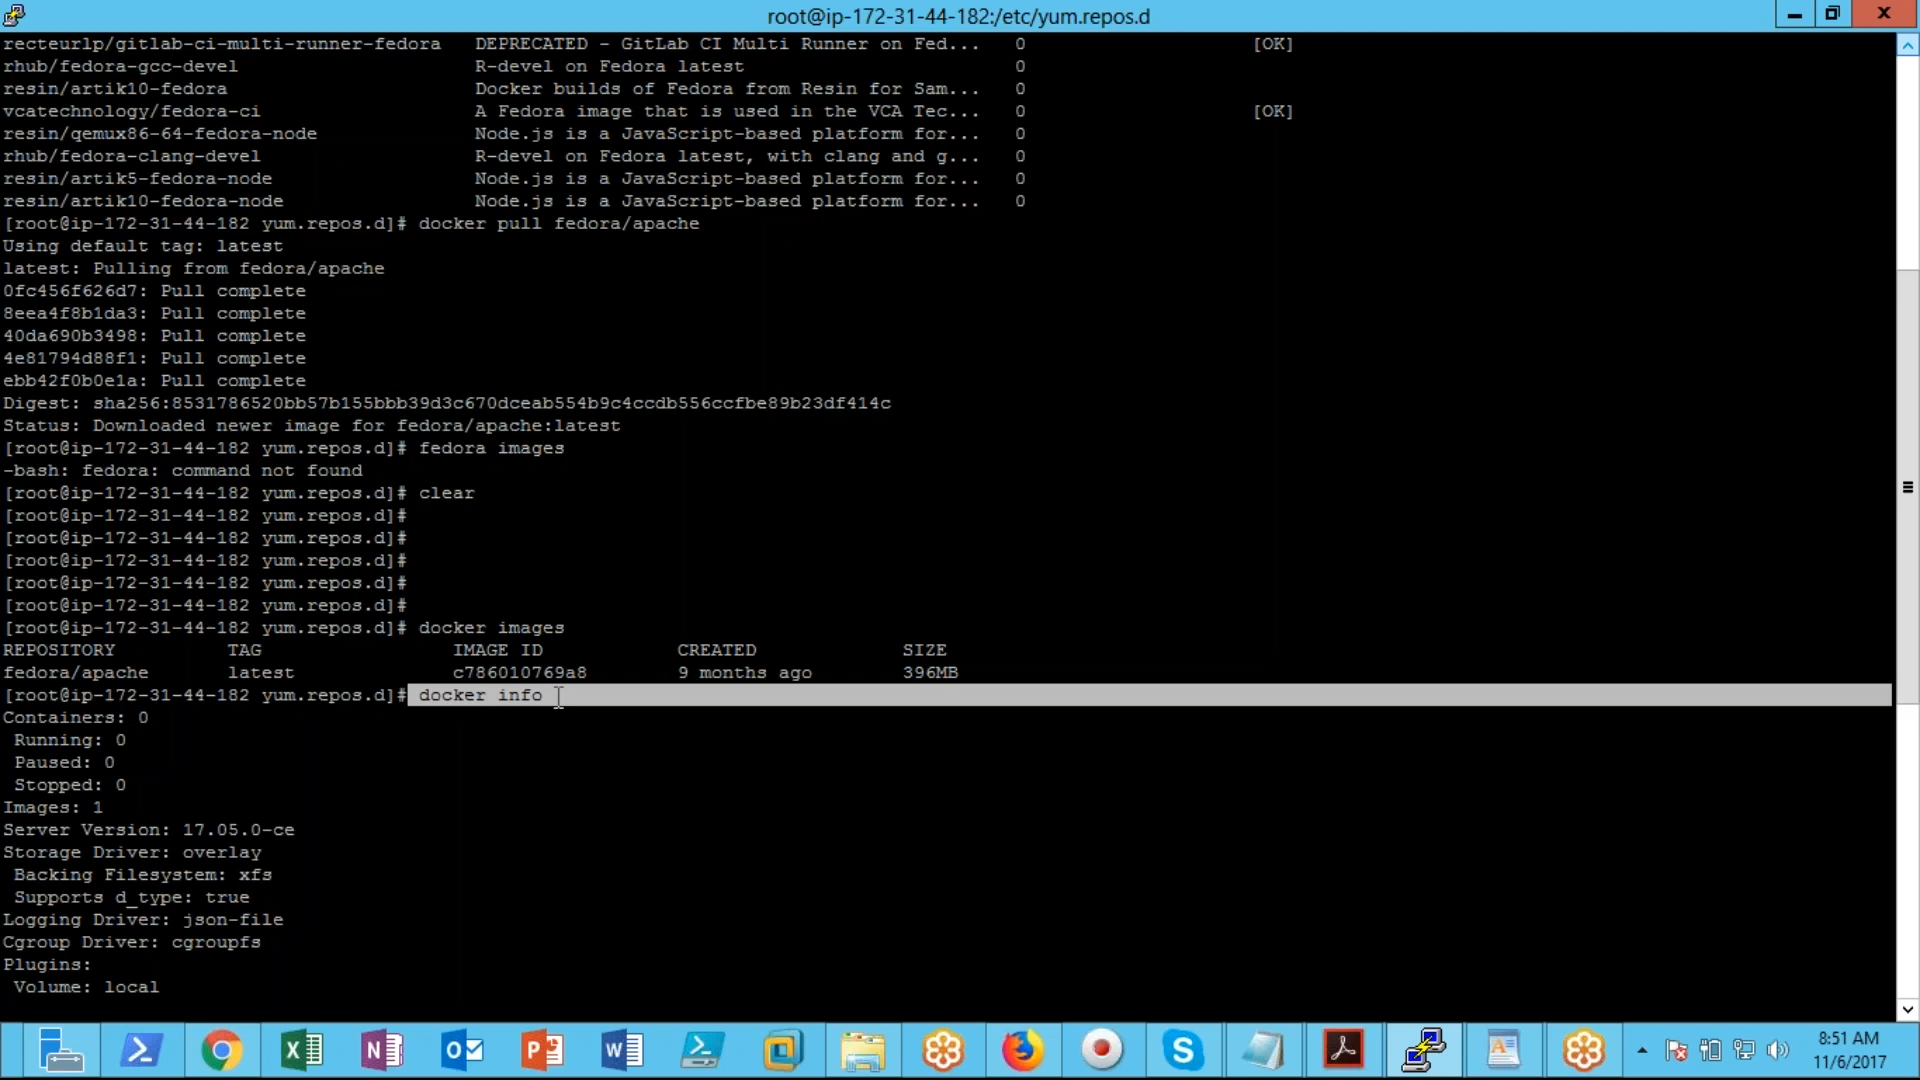 root@ip-172-31-44-182:/etc/yum.repos.d
recteurlp/gitlab-ci-multi-runner-fedora DEPRECATED - GitLab CI Multi Runner on Fed... 0 [OK]
rhub/fedora-gcc-devel R-devel on Fedora latest 0
resin/artik10-fedora Docker builds of Fedora from Resin for Sam... 0
vcatechnology/fedora-ci A Fedora image that is used in the VCA Tec... 0 [OK]
resin/qemux86-64-fedora-node Node.js is a JavaScript-based platform for... 0
rhub/fedora-clang-devel R-devel on Fedora latest, with clang and g... 0
resin/artik5-fedora-node Node.js is a JavaScript-based platform for... 0
resin/artik10-fedora-node Node.js is a JavaScript-based platform for... 0
[root@ip-172-31-44-182 yum.repos.d]# docker pull fedora/apache
Using default tag: latest
latest: Pulling from fedora/apache
0fc456f626d7: Pull complete
8eea4f8b1da3: Pull complete
40da690b3498: Pull complete
4e81794d88f1: Pull complete
ebb42f0b0e1a: Pull complete
Digest: sha256:8531786520bb57b155bbb39d3c670dceab554b9c4ccdb556ccfbe89b23df414c
Status: Downloaded newer image for fedora/apache:latest
[root@ip-172-31-44-182 yum.repos.d]# fedora images
-bash: fedora: command not found
[root@ip-172-31-44-182 yum.repos.d]# clear
[root@ip-172-31-44-182 yum.repos.d]#
[root@ip-172-31-44-182 yum.repos.d]#
[root@ip-172-31-44-182 yum.repos.d]#
[root@ip-172-31-44-182 yum.repos.d]#
[root@ip-172-31-44-182 yum.repos.d]#
[root@ip-172-31-44-182 yum.repos.d]# docker images
REPOSITORY TAG IMAGE ID CREATED SIZE
fedora/apache latest c786010769a8 9 months ago 396MB
[root@ip-172-31-44-182 yum.repos.d]# docker info
Containers: 0
Running: 0
Paused: 0
Stopped: 0
Images: 1
Server Version: 17.05.0-ce
Storage Driver: overlay
Backing Filesystem: xfs
Supports d_type: true
Logging Driver: json-file
Cgroup Driver: cgroupfs
Plugins:
Volume: local
8:51 AM
11/6/2017